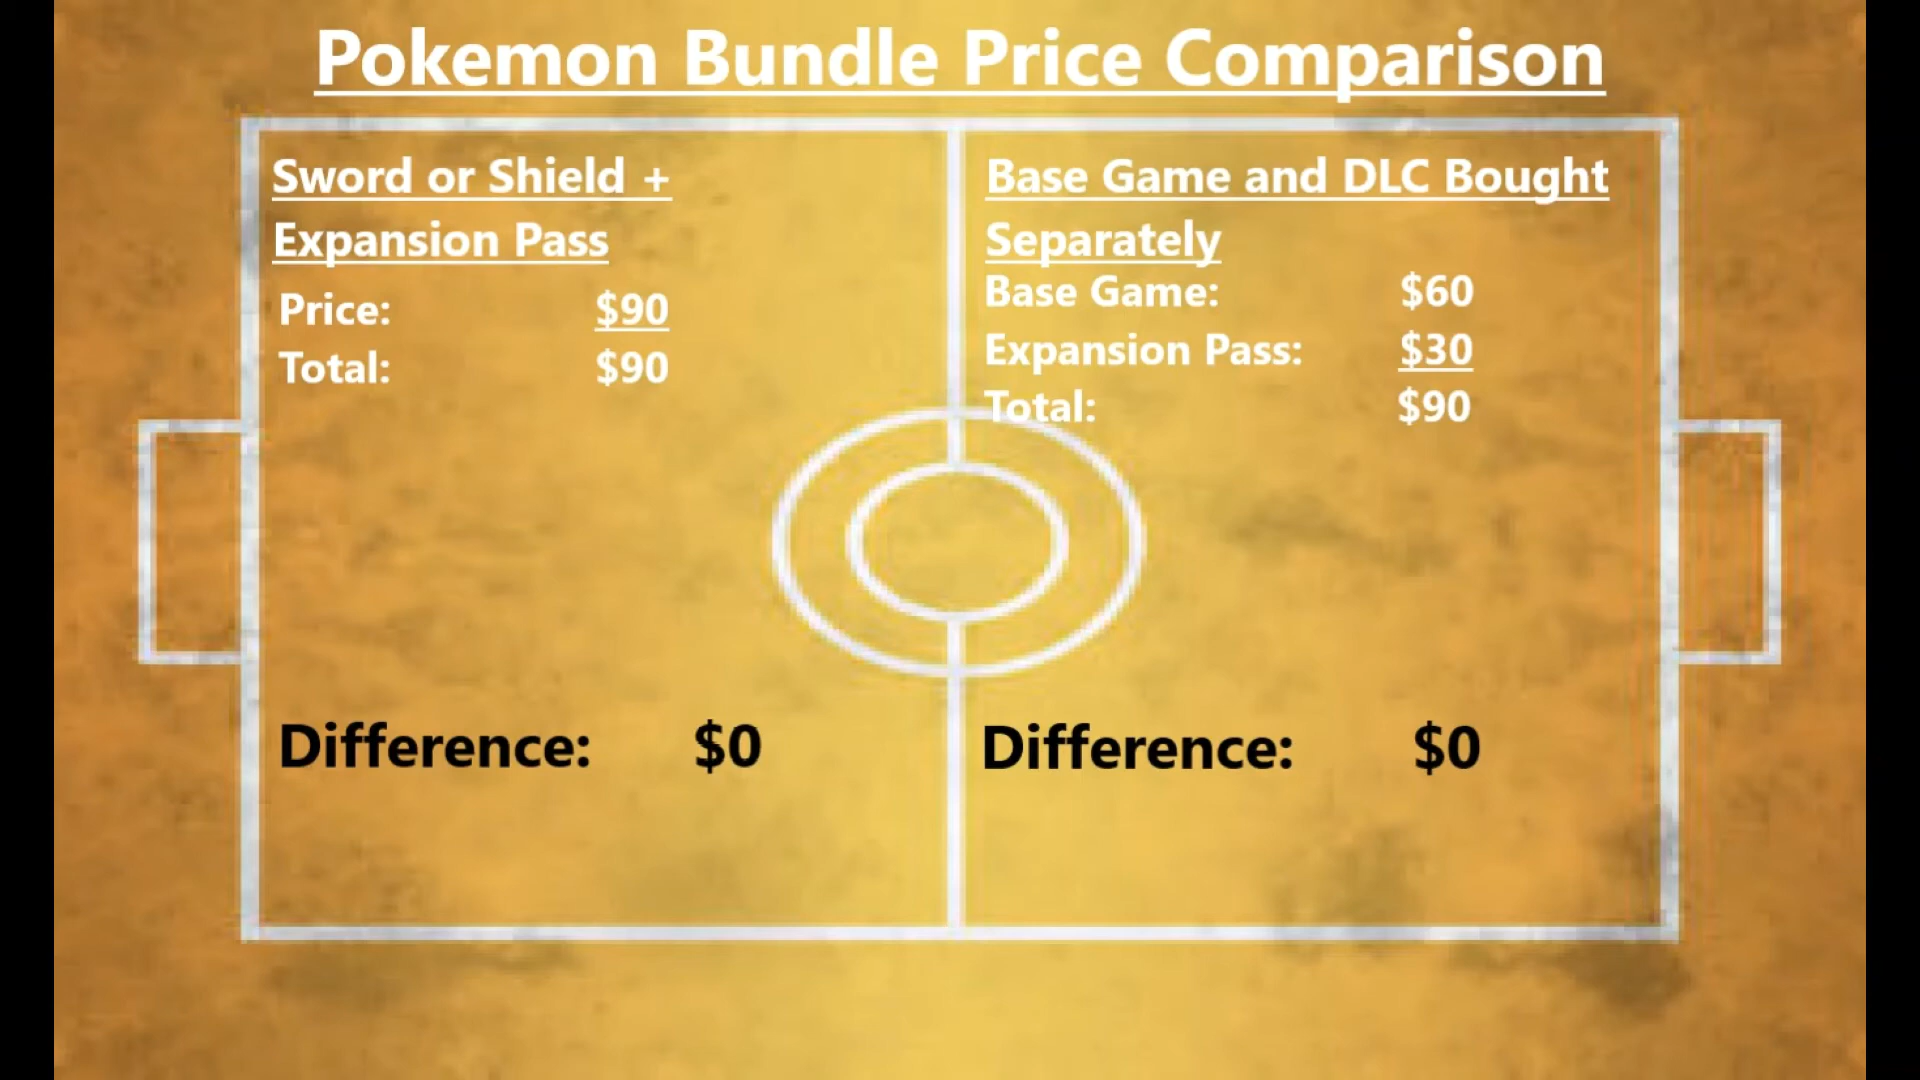 Pokemon Bundle Price Comparison
Sword or Shield +
Expansion Pass
Price: $90
Total: $90
Base Game and DLC Bought
Separately
Base Game: $60
Expansion Pass: $30
Total: $90
Difference: $0
Difference: $0